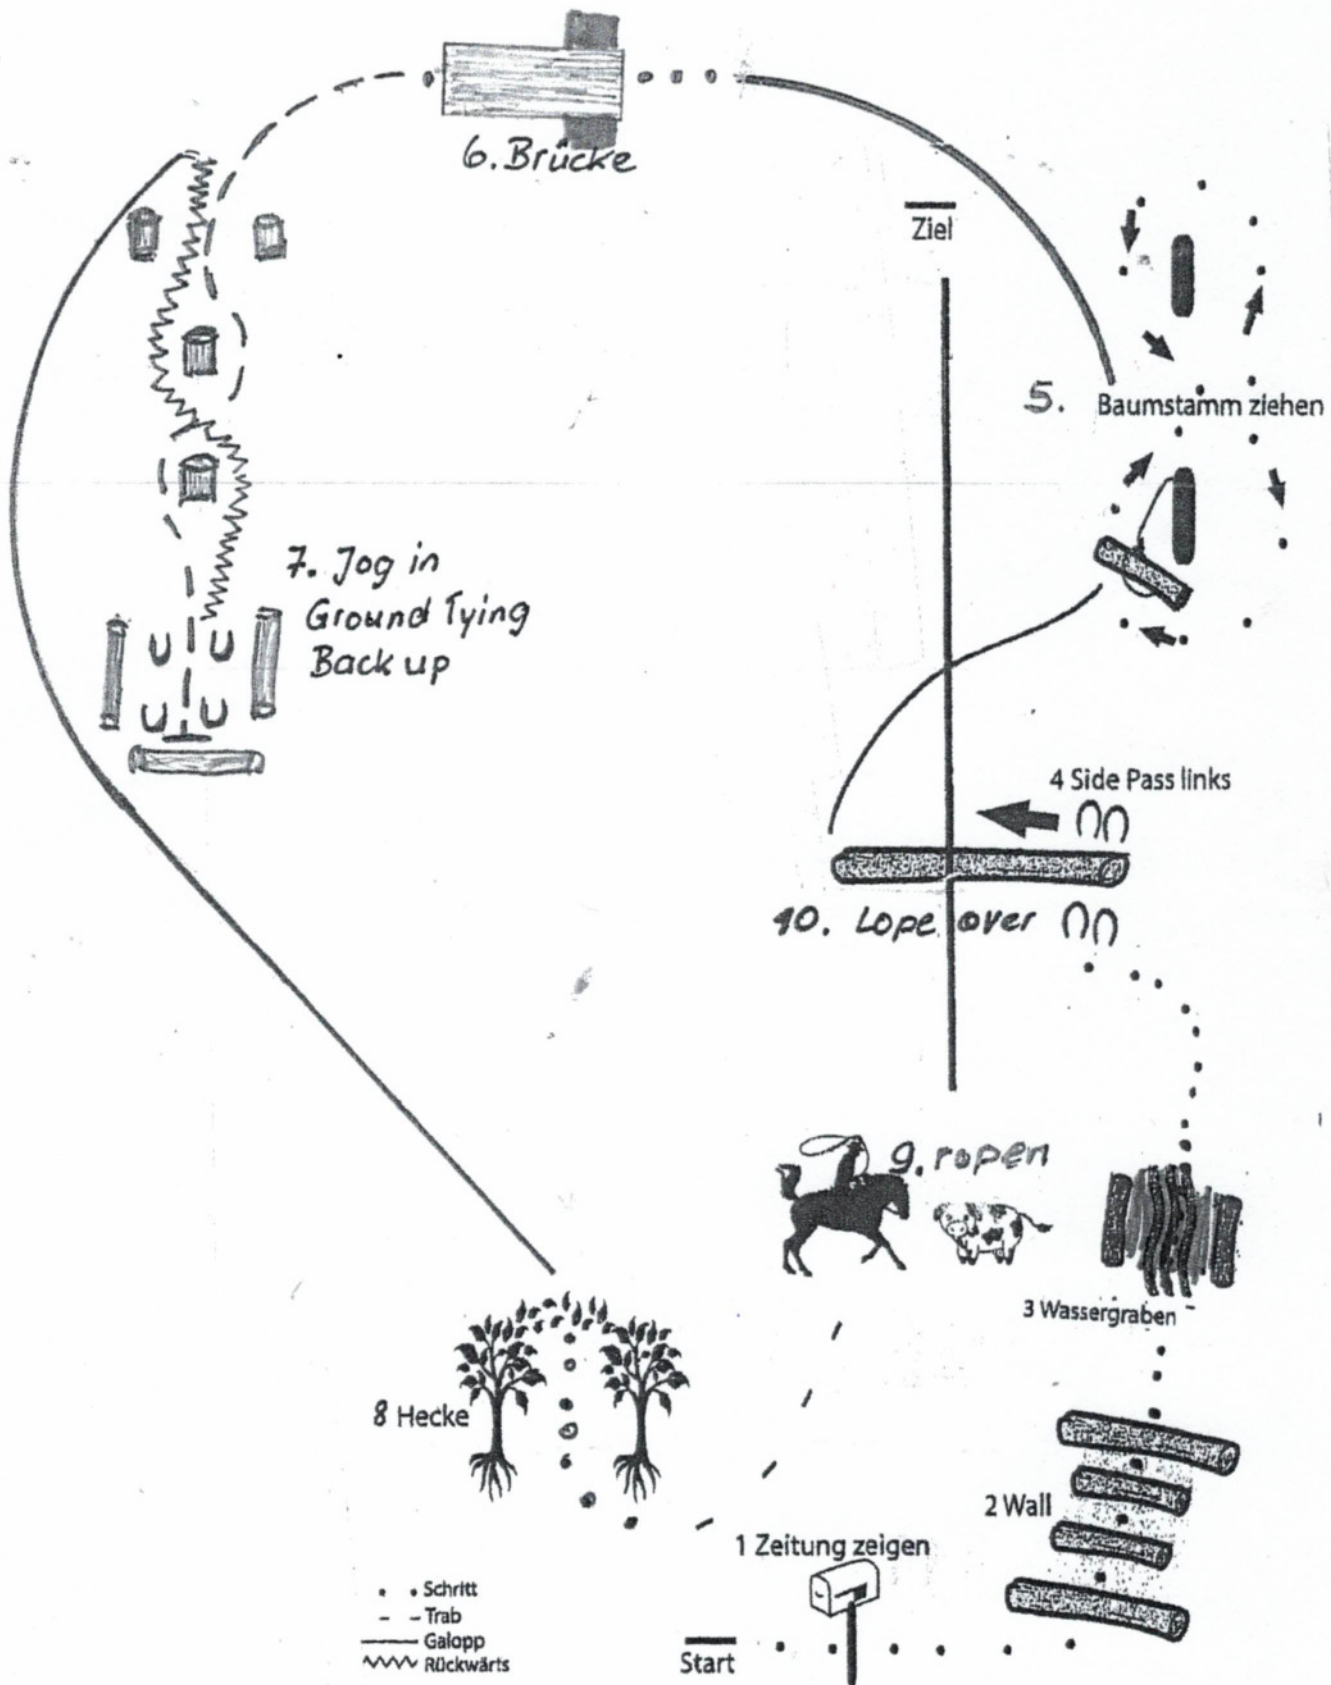 6. Brücke
Ziel
5. Baumstamm ziehen
7. Jog in
Ground Tying
Back up
4 Side Pass links
10. Lope over
9. ropen
3 Wassergraben
8 Hecke
2 Wall
1 Zeitung zeigen
Schritt
Trab
Galopp
Rückwärts
Start